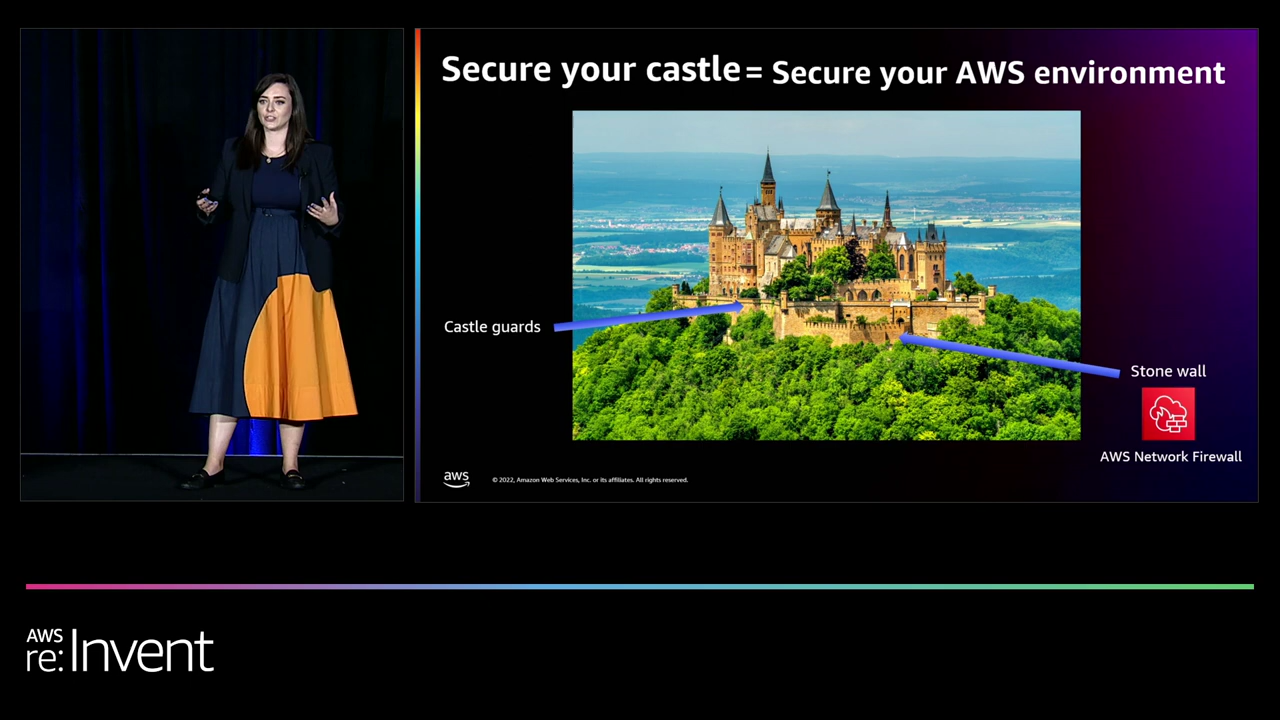 Secure your castle = Secure your AWS environment
Castle guards
Stone wall
AWS Network Firewall
aws
© 2022, Amazon Web Services, Inc. or its affiliates. All rights reserved.
AWS
re:Invent